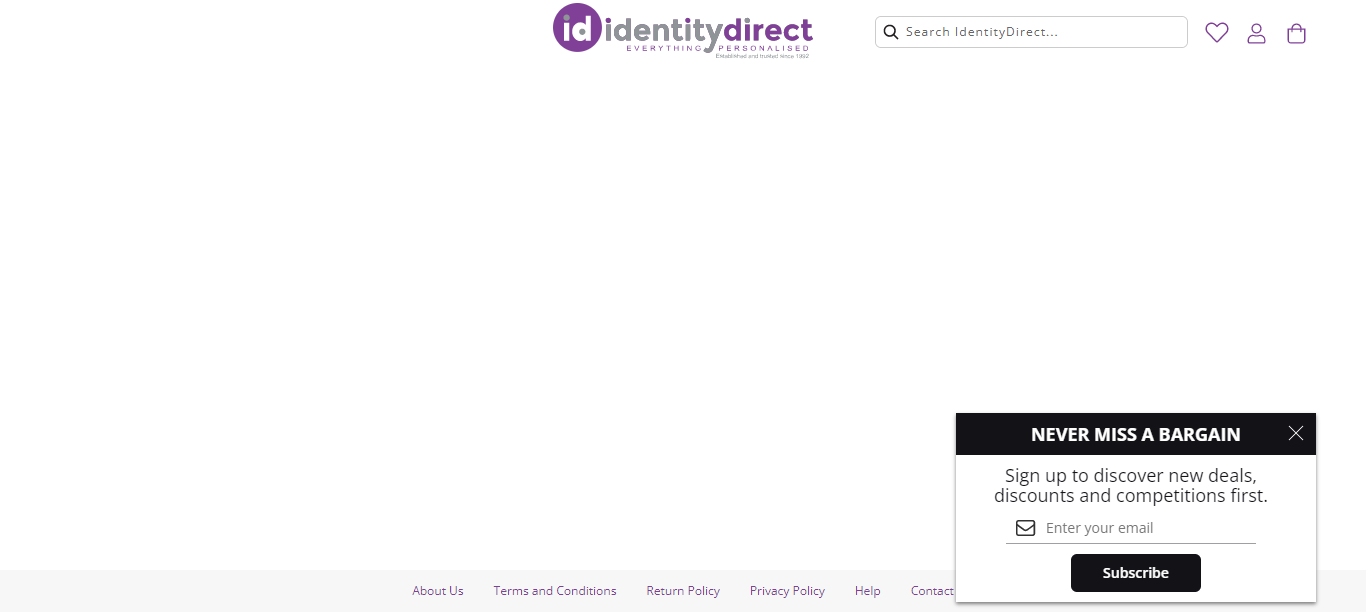 id identitydirect
EVERYTHING PERSONALISED
Established and trusted since 1992
Search IdentityDirect...
NEVER MISS A BARGAIN
Sign up to discover new deals,
discounts and competitions first.
Enter your email
Subscribe
About Us Terms and Conditions Return Policy Privacy Policy Help Contact